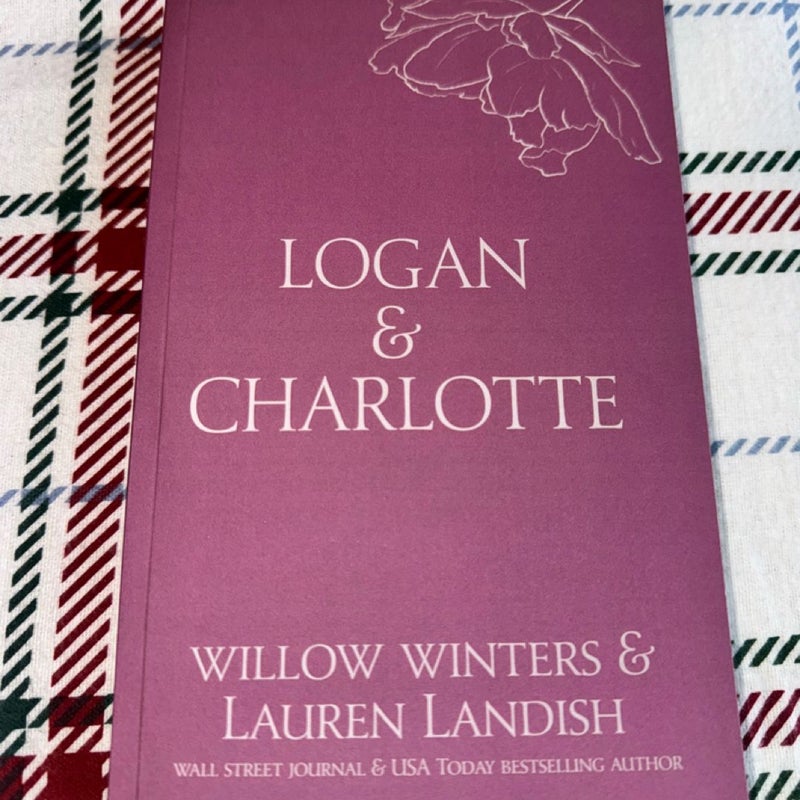 LOGAN
&
CHARLOTTE
WILLOW WINTERS &
LAUREN LANDISH
WALL STREET JOURNAL & USA TODAY BESTSELLING AUTHOR